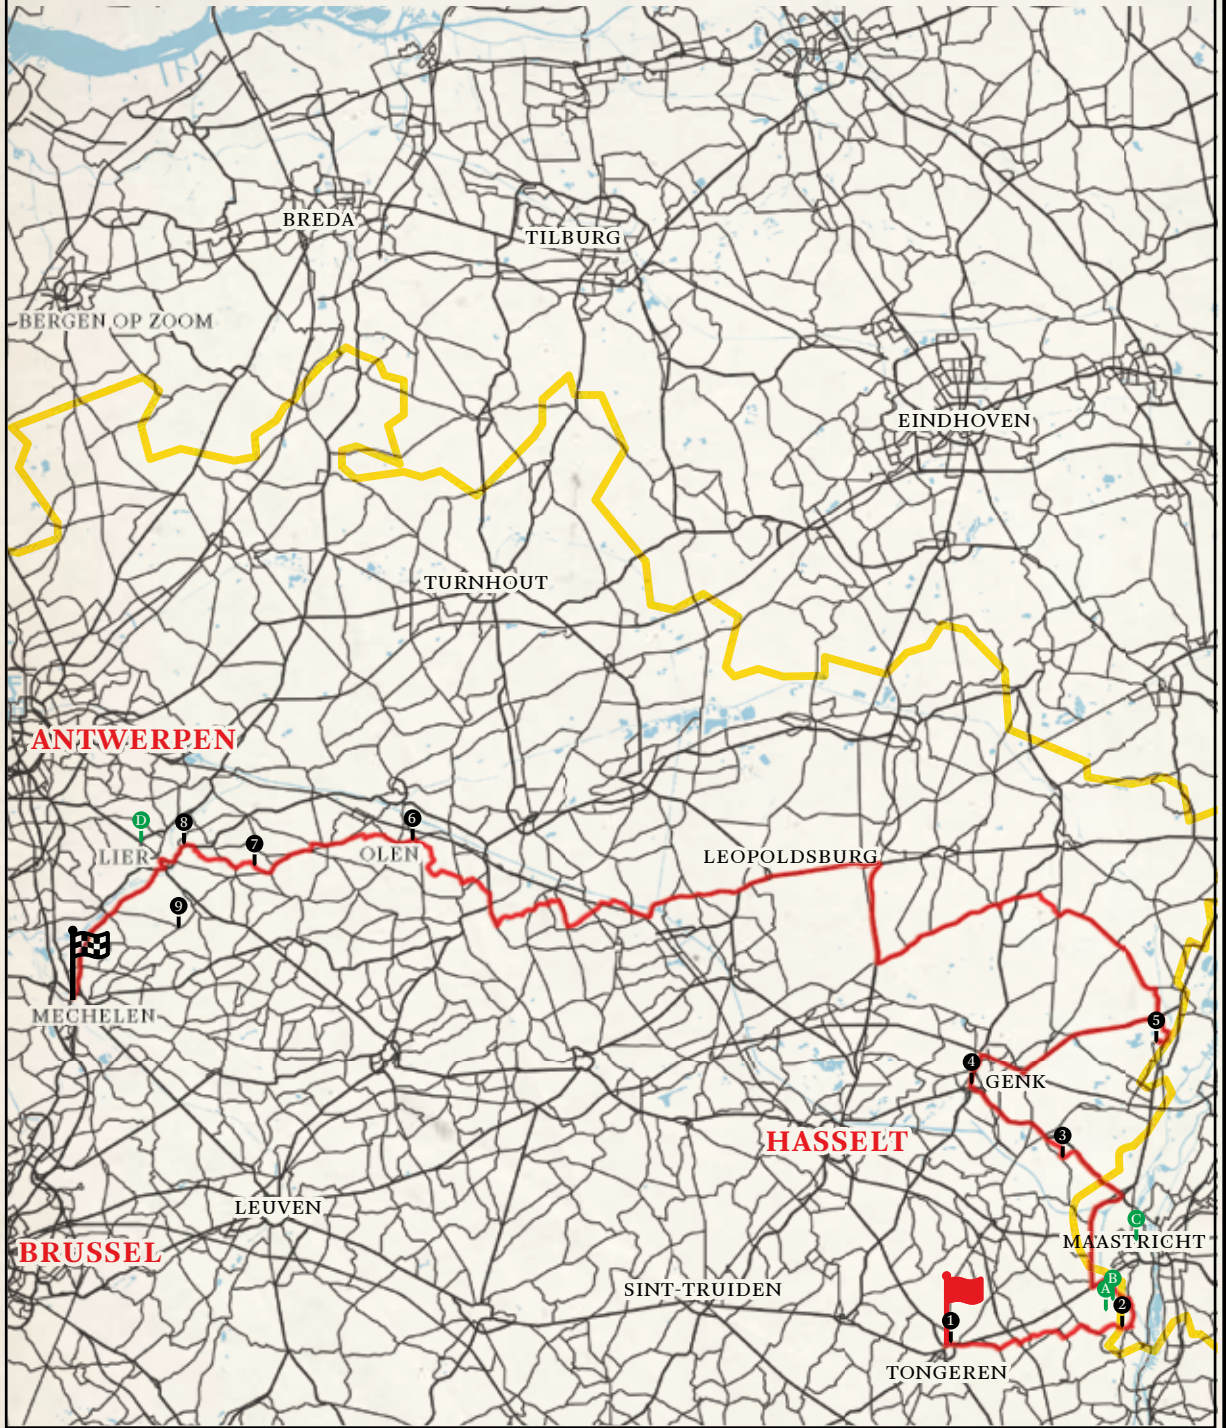 BREDA
TILBURG
BERGEN OP ZOOM
EINDHOVEN
TURNHOUT
ANTWERPEN
D
8
6
7
LIER
OLEN
LEOPOLDSBURG
9
MECHELEN
5
4
GENK
3
HASSELT
LEUVEN
C
MAASTRICHT
BRUSSEL
B
A
SINT-TRUIDEN
2
1
TONGEREN